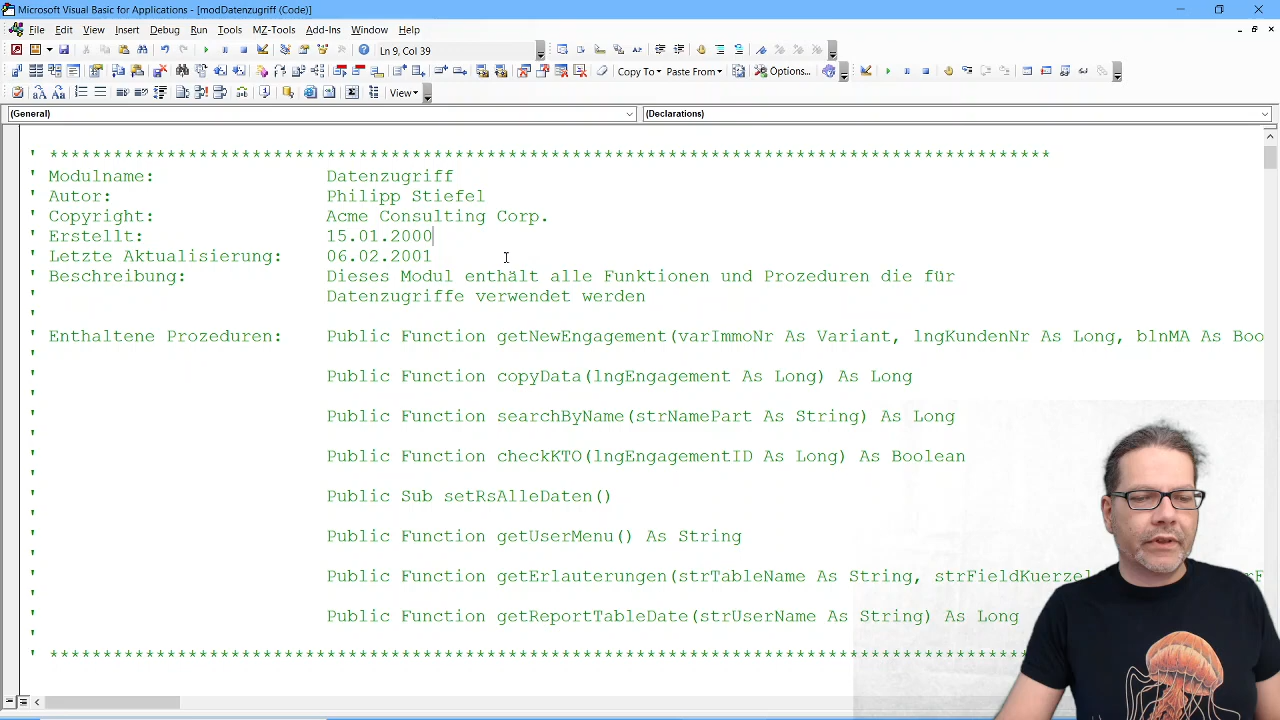 Microsoft Visual Basic for Applications - [modDatenzugriff (Code)]
File Edit View Insert Debug Run Tools MZ-Tools Add-Ins Window Help
Ln 9, Col 39
Copy To Paste From Options...
View
(General) (Declarations)
' **********************************************************************************************
' Modulname: Datenzugriff
' Autor: Philipp Stiefel
' Copyright: Acme Consulting Corp.
' Erstellt: 15.01.2000
' Letzte Aktualisierung: 06.02.2001
' Beschreibung: Dieses Modul enthält alle Funktionen und Prozeduren die für
' Datenzugriffe verwendet werden
'
' Enthaltene Prozeduren: Public Function getNewEngagement(varImmoNr As Variant, lngKundenNr As Long, blnMA As Boo
'
' Public Function copyData(lngEngagement As Long) As Long
'
' Public Function searchByName(strNamePart As String) As Long
'
' Public Function checkKTO(lngEngagementID As Long) As Boolean
'
' Public Sub setRsAlleDaten()
'
' Public Function getUserMenu() As String
'
' Public Function getErlauterungen(strTableName As String, strFieldKuerzel
'
' Public Function getReportTableDate(strUserName As String) As Long
'
' **********************************************************************************************